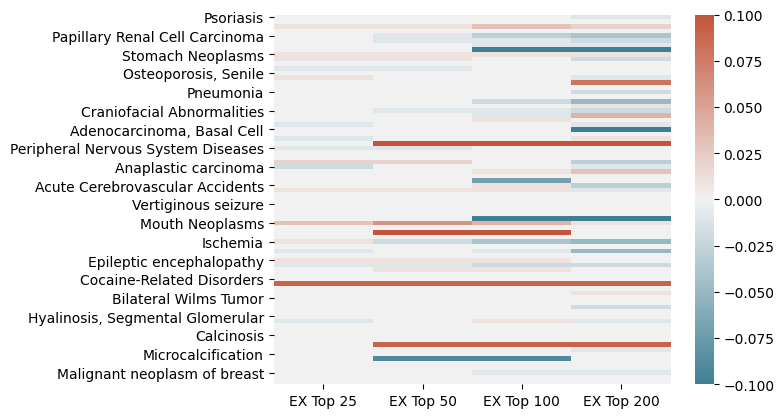 Psoriasis
Papillary Renal Cell Carcinoma
Stomach Neoplasms
Osteoporosis, Senile
Pneumonia
Craniofacial Abnormalities
Adenocarcinoma, Basal Cell
Peripheral Nervous System Diseases
Anaplastic carcinoma
Acute Cerebrovascular Accidents
Vertiginous seizure
Mouth Neoplasms
Ischemia
Epileptic encephalopathy
Cocaine-Related Disorders
Bilateral Wilms Tumor
Hyalinosis, Segmental Glomerular
Calcinosis
Microcalcification
Malignant neoplasm of breast
EX Top 25 EX Top 50 EX Top 100 EX Top 200
0.100
0.075
0.050
0.025
0.000
−0.025
−0.050
−0.075
−0.100